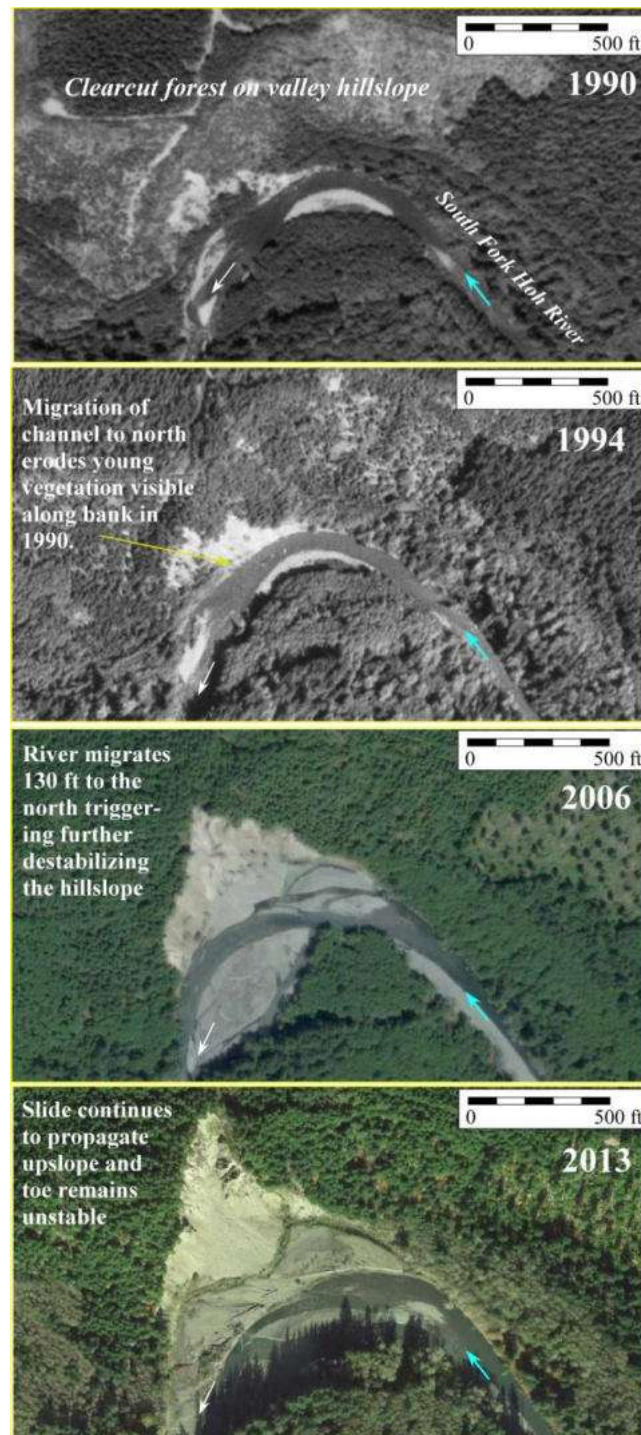 0 500 ft
Clearcut forest on valley hillslope
1990
South Fork Hoh River
0 500 ft
Migration of
channel to north
erodes young
vegetation visible
along bank in
1990.
1994
0 500 ft
River migrates
130 ft to the
north trigger-
ing further
destabilizing
the hillslope
2006
0 500 ft
Slide continues
to propagate
upslope and
toe remains
unstable
2013